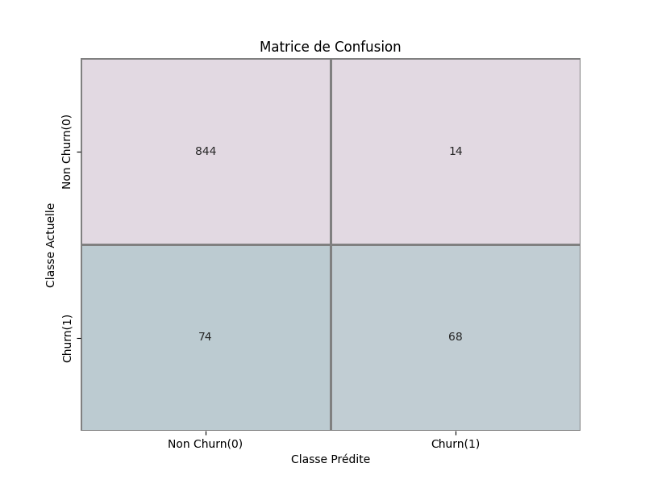 Matrice de Confusion
Non Churn(0)
844
14
Classe Actuelle
Churn(1)
74
68
Non Churn(0)
Churn(1)
Classe Prédite